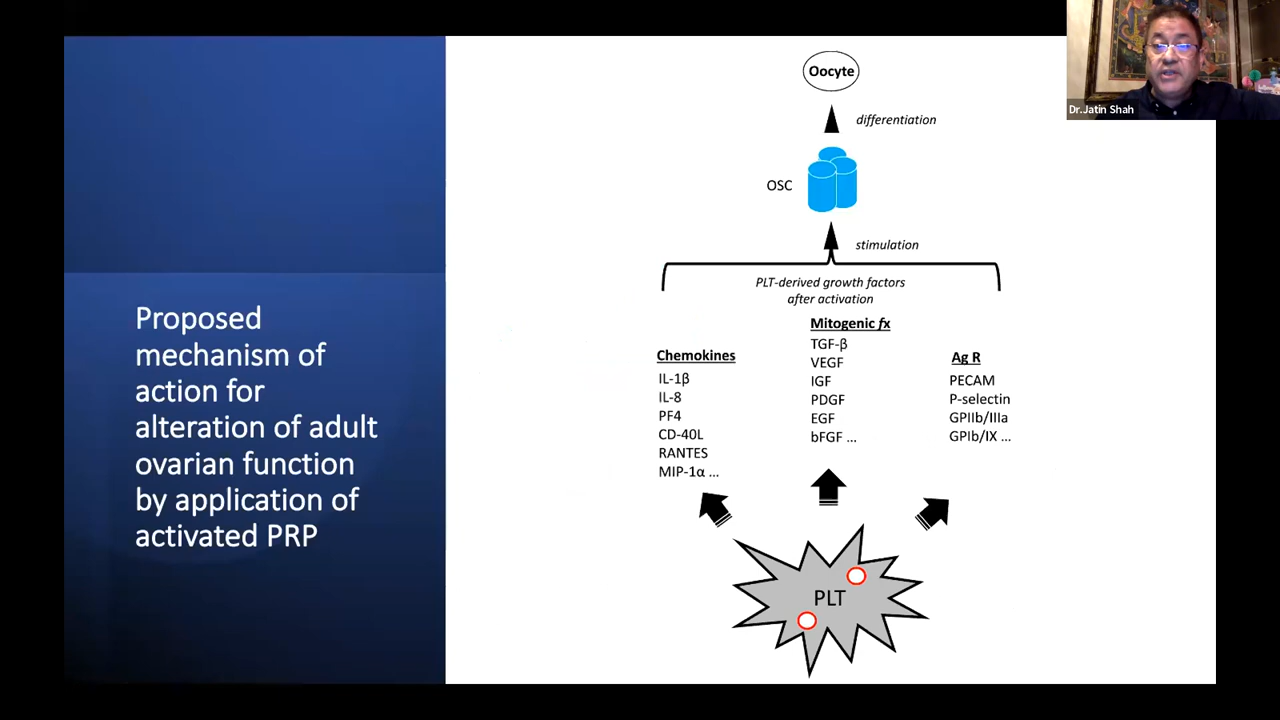 Proposed
mechanism of
action for
alteration of adult
ovarian function
by application of
activated PRP
Oocyte
differentiation
OSC
stimulation
PLT-derived growth factors
after activation
Chemokines
IL-1β
IL-8
PF4
CD-40L
RANTES
MIP-1α ...
Mitogenic fx
TGF-β
VEGF
IGF
PDGF
EGF
bFGF ...
Ag R
PECAM
P-selectin
GPIIb/IIIa
GPIb/IX ...
PLT
Dr.Jatin Shah